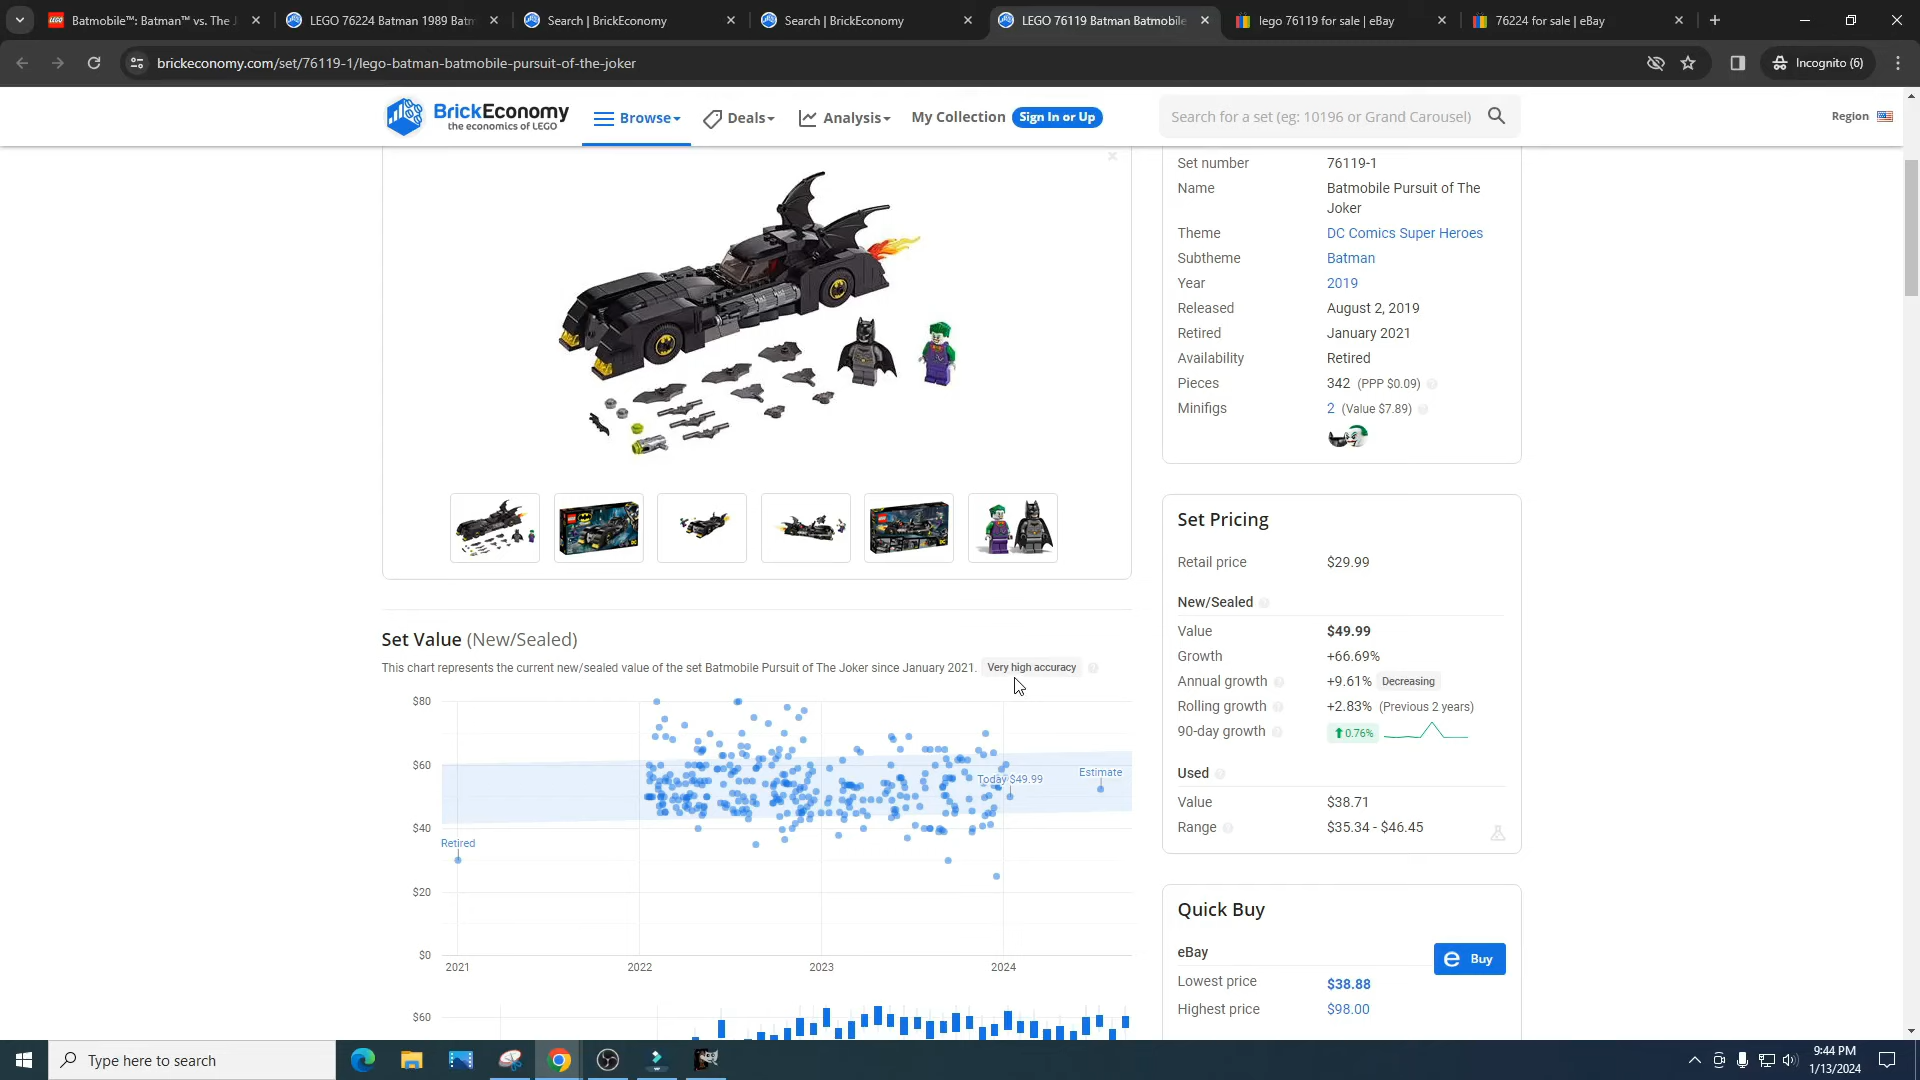 Batmobile™: Batman™ vs. The J
LEGO 76224 Batman 1989 Batm
Search | BrickEconomy
Search | BrickEconomy
LEGO 76119 Batman Batmobile
lego 76119 for sale | eBay
76224 for sale | eBay
brickeconomy.com/set/76119-1/lego-batman-batmobile-pursuit-of-the-joker
Incognito (6)
BrickEconomy
the economics of LEGO
Browse
Deals
Analysis
My Collection
Sign In or Up
Search for a set (eg: 10196 or Grand Carousel)
Region
Set number 76119-1
Name Batmobile Pursuit of The
Joker
Theme DC Comics Super Heroes
Subtheme Batman
Year 2019
Released August 2, 2019
Retired January 2021
Availability Retired
Pieces 342 (PPP $0.09)
Minifigs 2 (Value $7.89)
Set Pricing
Retail price $29.99
New/Sealed
Value $49.99
Growth +66.69%
Annual growth +9.61% Decreasing
Rolling growth +2.83% (Previous 2 years)
90-day growth 0.76%
Used
Value $38.71
Range $35.34 - $46.45
Quick Buy
eBay
Buy
Lowest price $38.88
Highest price $98.00
Set Value (New/Sealed)
This chart represents the current new/sealed value of the set Batmobile Pursuit of The Joker since January 2021. Very high accuracy
$80
$60
Today $49.99
Estimate
$40
Retired
$20
$0
2021 2022 2023 2024
$60
Type here to search
9:44 PM
1/13/2024